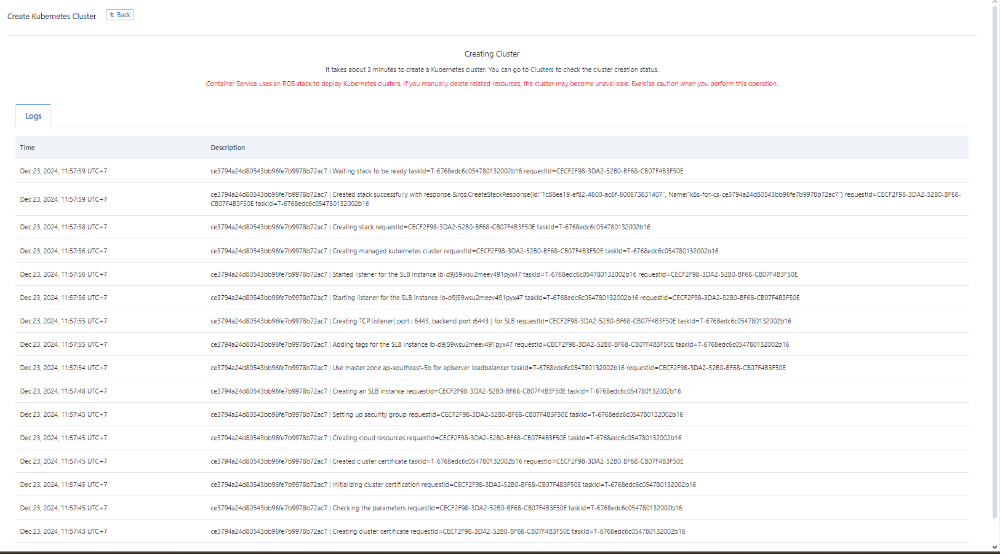 Create Kubernetes Cluster
Back
Creating Cluster
It takes about 3 minutes to create a Kubernetes cluster. You can go to Clusters to check the cluster creation status.
Container Service uses an ROS stack to deploy Kubernetes clusters. If you manually delete related resources, the cluster may become unavailable. Exercise caution when you perform this operation.
Logs
Time Description
Dec 23, 2024, 11:57:59 UTC+7 ce3794a24d80543bb96fe7b9978b72ac7 | Waiting stack to be ready taskId=T-6768edc6c054780132002b16 requestId=CECF2F98-3DA2-52B0-BF68-CB07F4B3F50E
Dec 23, 2024, 11:57:59 UTC+7 ce3794a24d80543bb96fe7b9978b72ac7 | Created stack successfully with response &ros.CreateStackResponse{Id:"1c88ea19-ef82-4800-ac6f-600673831407", Name:"k8s-for-cs-ce3794a24d80543bb96fe7b9978b72ac7"} requestId=CECF2F98-3DA2-52B0-BF68-
CB07F4B3F50E taskId=T-6768edc6c054780132002b16
Dec 23, 2024, 11:57:58 UTC+7 ce3794a24d80543bb96fe7b9978b72ac7 | Creating stack requestId=CECF2F98-3DA2-52B0-BF68-CB07F4B3F50E taskId=T-6768edc6c054780132002b16
Dec 23, 2024, 11:57:56 UTC+7 ce3794a24d80543bb96fe7b9978b72ac7 | Creating managed kubernetes cluster requestId=CECF2F98-3DA2-52B0-BF68-CB07F4B3F50E taskId=T-6768edc6c054780132002b16
Dec 23, 2024, 11:57:56 UTC+7 ce3794a24d80543bb96fe7b9978b72ac7 | Started listener for the SLB instance lb-d9j59wsu2meev491pyx47 taskId=T-6768edc6c054780132002b16 requestId=CECF2F98-3DA2-52B0-BF68-CB07F4B3F50E
Dec 23, 2024, 11:57:56 UTC+7 ce3794a24d80543bb96fe7b9978b72ac7 | Starting listener for the SLB instance lb-d9j59wsu2meev491pyx47 taskId=T-6768edc6c054780132002b16 requestId=CECF2F98-3DA2-52B0-BF68-CB07F4B3F50E
Dec 23, 2024, 11:57:55 UTC+7 ce3794a24d80543bb96fe7b9978b72ac7 | Creating TCP listener( port : 6443, backend port :6443 ) for SLB requestId=CECF2F98-3DA2-52B0-BF68-CB07F4B3F50E taskId=T-6768edc6c054780132002b16
Dec 23, 2024, 11:57:55 UTC+7 ce3794a24d80543bb96fe7b9978b72ac7 | Adding tags for the SLB instance lb-d9j59wsu2meev491pyx47 requestId=CECF2F98-3DA2-52B0-BF68-CB07F4B3F50E taskId=T-6768edc6c054780132002b16
Dec 23, 2024, 11:57:54 UTC+7 ce3794a24d80543bb96fe7b9978b72ac7 | Use master zone ap-southeast-5b for apiserver loadbalancer taskId=T-6768edc6c054780132002b16 requestId=CECF2F98-3DA2-52B0-BF68-CB07F4B3F50E
Dec 23, 2024, 11:57:48 UTC+7 ce3794a24d80543bb96fe7b9978b72ac7 | Creating an SLB instance requestId=CECF2F98-3DA2-52B0-BF68-CB07F4B3F50E taskId=T-6768edc6c054780132002b16
Dec 23, 2024, 11:57:45 UTC+7 ce3794a24d80543bb96fe7b9978b72ac7 | Setting up security group requestId=CECF2F98-3DA2-52B0-BF68-CB07F4B3F50E taskId=T-6768edc6c054780132002b16
Dec 23, 2024, 11:57:45 UTC+7 ce3794a24d80543bb96fe7b9978b72ac7 | Creating cloud resources requestId=CECF2F98-3DA2-52B0-BF68-CB07F4B3F50E taskId=T-6768edc6c054780132002b16
Dec 23, 2024, 11:57:45 UTC+7 ce3794a24d80543bb96fe7b9978b72ac7 | Created cluster certificate taskId=T-6768edc6c054780132002b16 requestId=CECF2F98-3DA2-52B0-BF68-CB07F4B3F50E
Dec 23, 2024, 11:57:45 UTC+7 ce3794a24d80543bb96fe7b9978b72ac7 | Initializing cluster certification requestId=CECF2F98-3DA2-52B0-BF68-CB07F4B3F50E taskId=T-6768edc6c054780132002b16
Dec 23, 2024, 11:57:45 UTC+7 ce3794a24d80543bb96fe7b9978b72ac7 | Checking the parameters requestId=CECF2F98-3DA2-52B0-BF68-CB07F4B3F50E taskId=T-6768edc6c054780132002b16
Dec 23, 2024, 11:57:43 UTC+7 ce3794a24d80543bb96fe7b9978b72ac7 | Creating cluster certificate requestId=CECF2F98-3DA2-52B0-BF68-CB07F4B3F50E taskId=T-6768edc6c054780132002b16